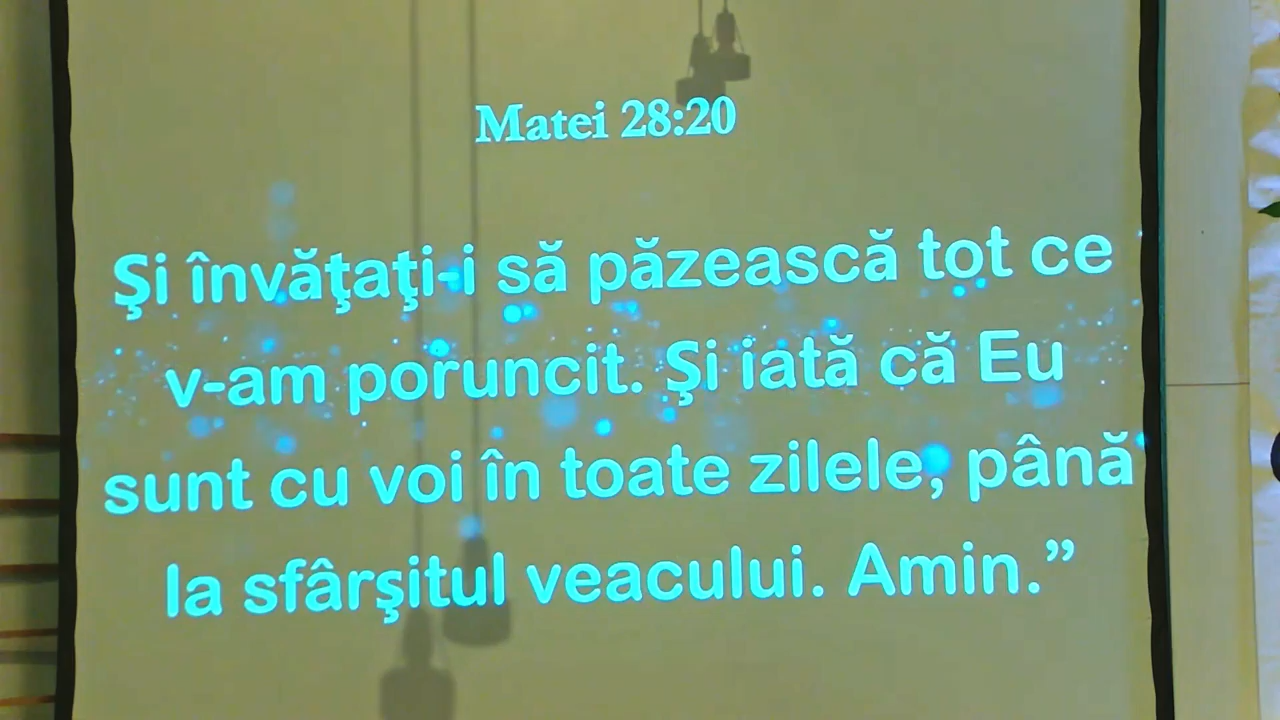 Matei 28:20
Şi învăţaţi-i să păzească tot ce
v-am poruncit. Şi iată că Eu
sunt cu voi în toate zilele, până
la sfârşitul veacului. Amin.”